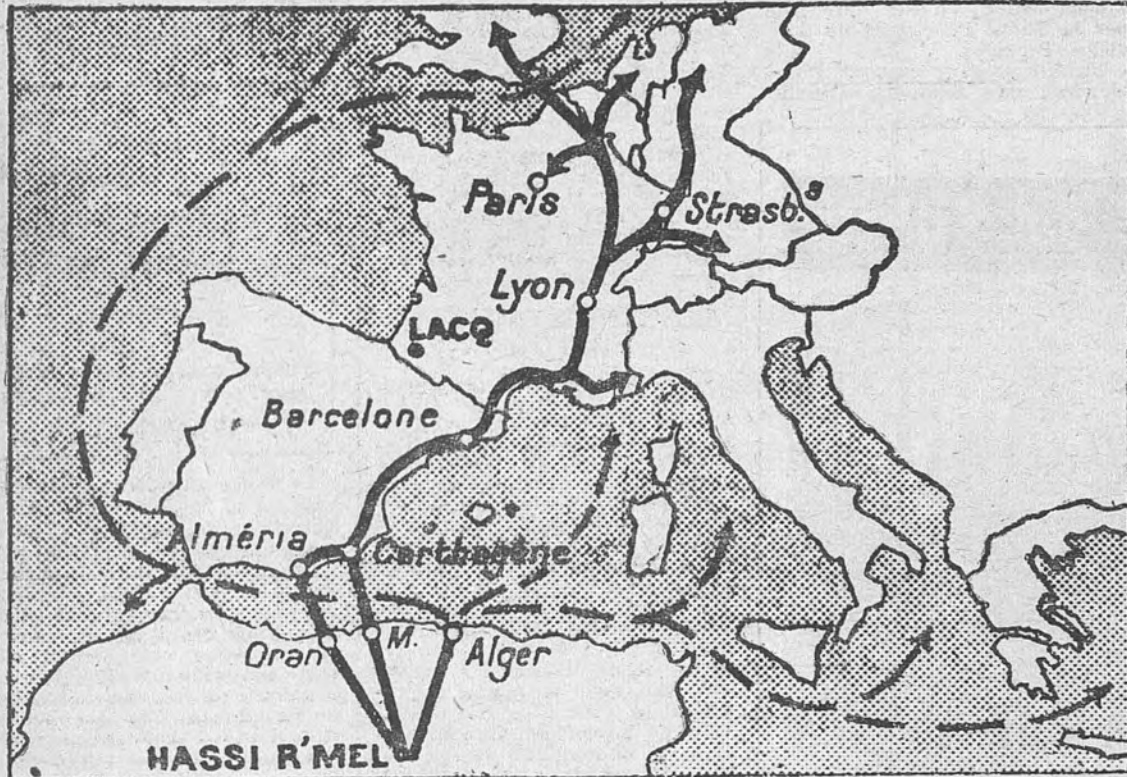 Paris
Strasb.g
Lyon
LACQ
Barcelone
Alméria
Carthagène
Oran
M.
Alger
HASSI R'MEL